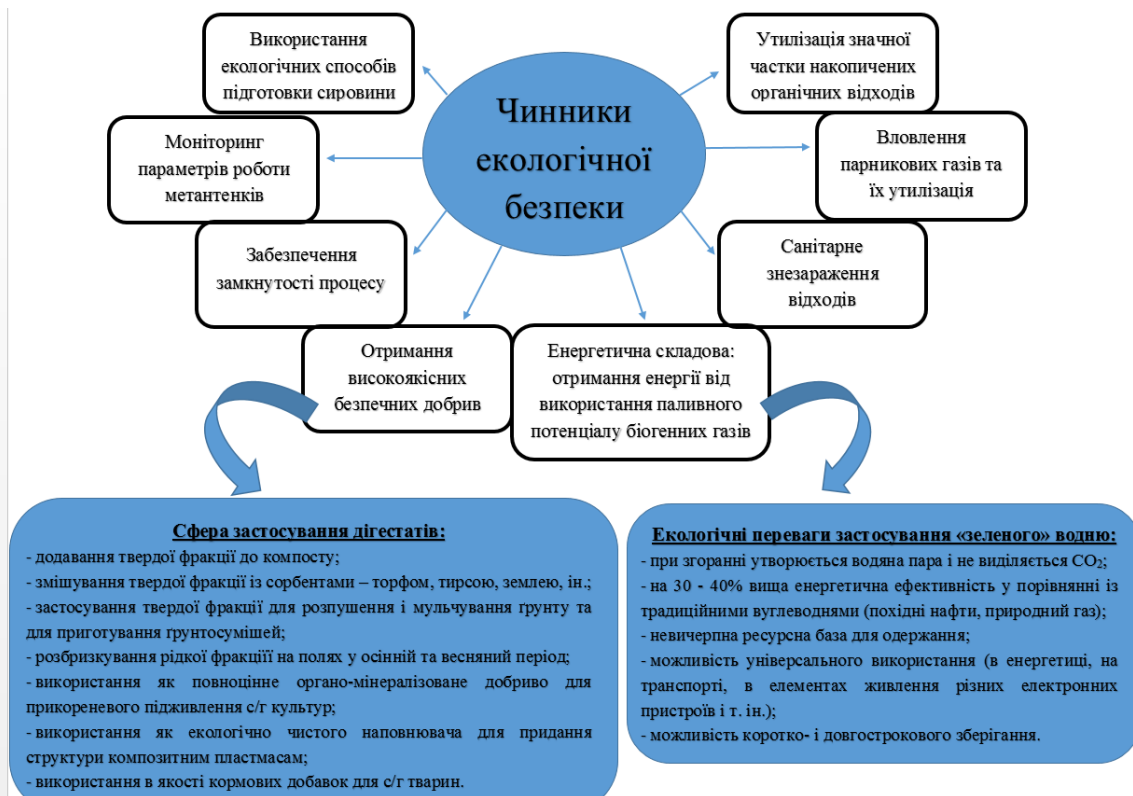 Використання
екологічних способів
підготовки сировини
Утилізація значної
частки накопичених
органічних відходів
Чинники
екологічної
безпеки
Моніторинг
параметрів роботи
метантенків
Вловлення
парникових газів та
їх утилізація
Забезпечення
замкнутості процесу
Санітарне
знезараження
відходів
Отримання
високоякісних
безпечних добрив
Енергетична складова:
отримання енергії від
використання паливного
потенціалу біогенних газів
Сфера застосування дігестатів:
- додавання твердої фракції до компосту;
- змішування твердої фракції із сорбентами – торфом, тирсою, землею, ін.;
- застосування твердої фракції для розпушення і мульчування ґрунту та
для приготування ґрунтосумішей;
- розбризкування рідкої фракціїї на полях у осінній та весняний період;
- використання як повноцінне органо-мінералізоване добриво для
прикореневого підживлення с/г культур;
- використання як екологічно чистого наповнювача для придання
структури композитним пластмасам;
- використання в якості кормових добавок для с/г тварин.
Екологічні переваги застосування «зеленого» водню:
- при згоранні утворюється водяна пара і не виділяється CO₂;
- на 30 - 40% вища енергетична ефективність у порівнянні із
традиційними вуглеводнями (похідні нафти, природний газ);
- невичерпна ресурсна база для одержання;
- можливість універсального використання (в енергетиці, на
транспорті, в елементах живлення різних електронних
пристроїв і т. ін.);
- можливість коротко- і довгострокового зберігання.